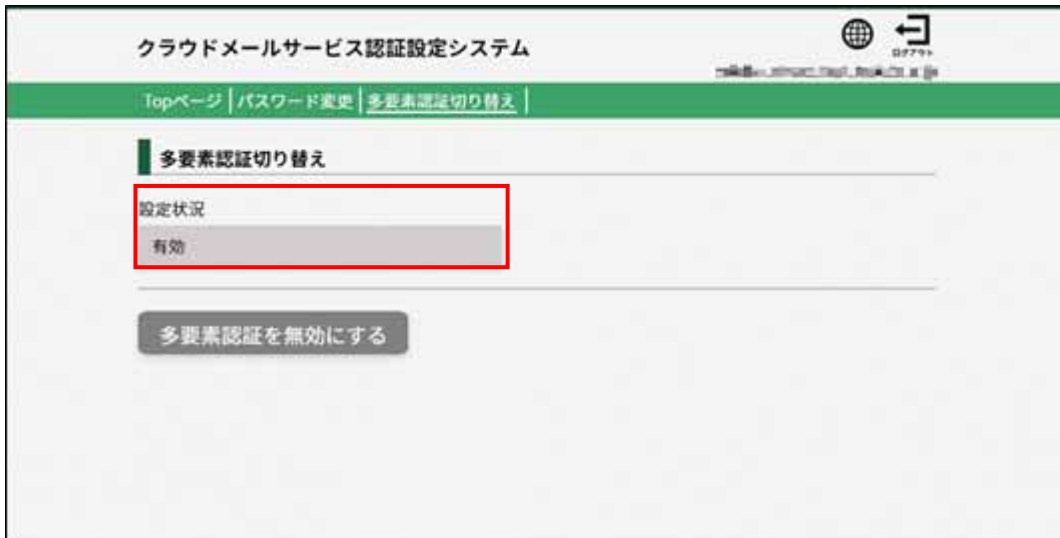 クラウドメールサービス認証設定システム
ログアウト
Topページ | パスワード変更 | 多要素認証切り替え |
多要素認証切り替え
設定状況
有効
多要素認証を無効にする